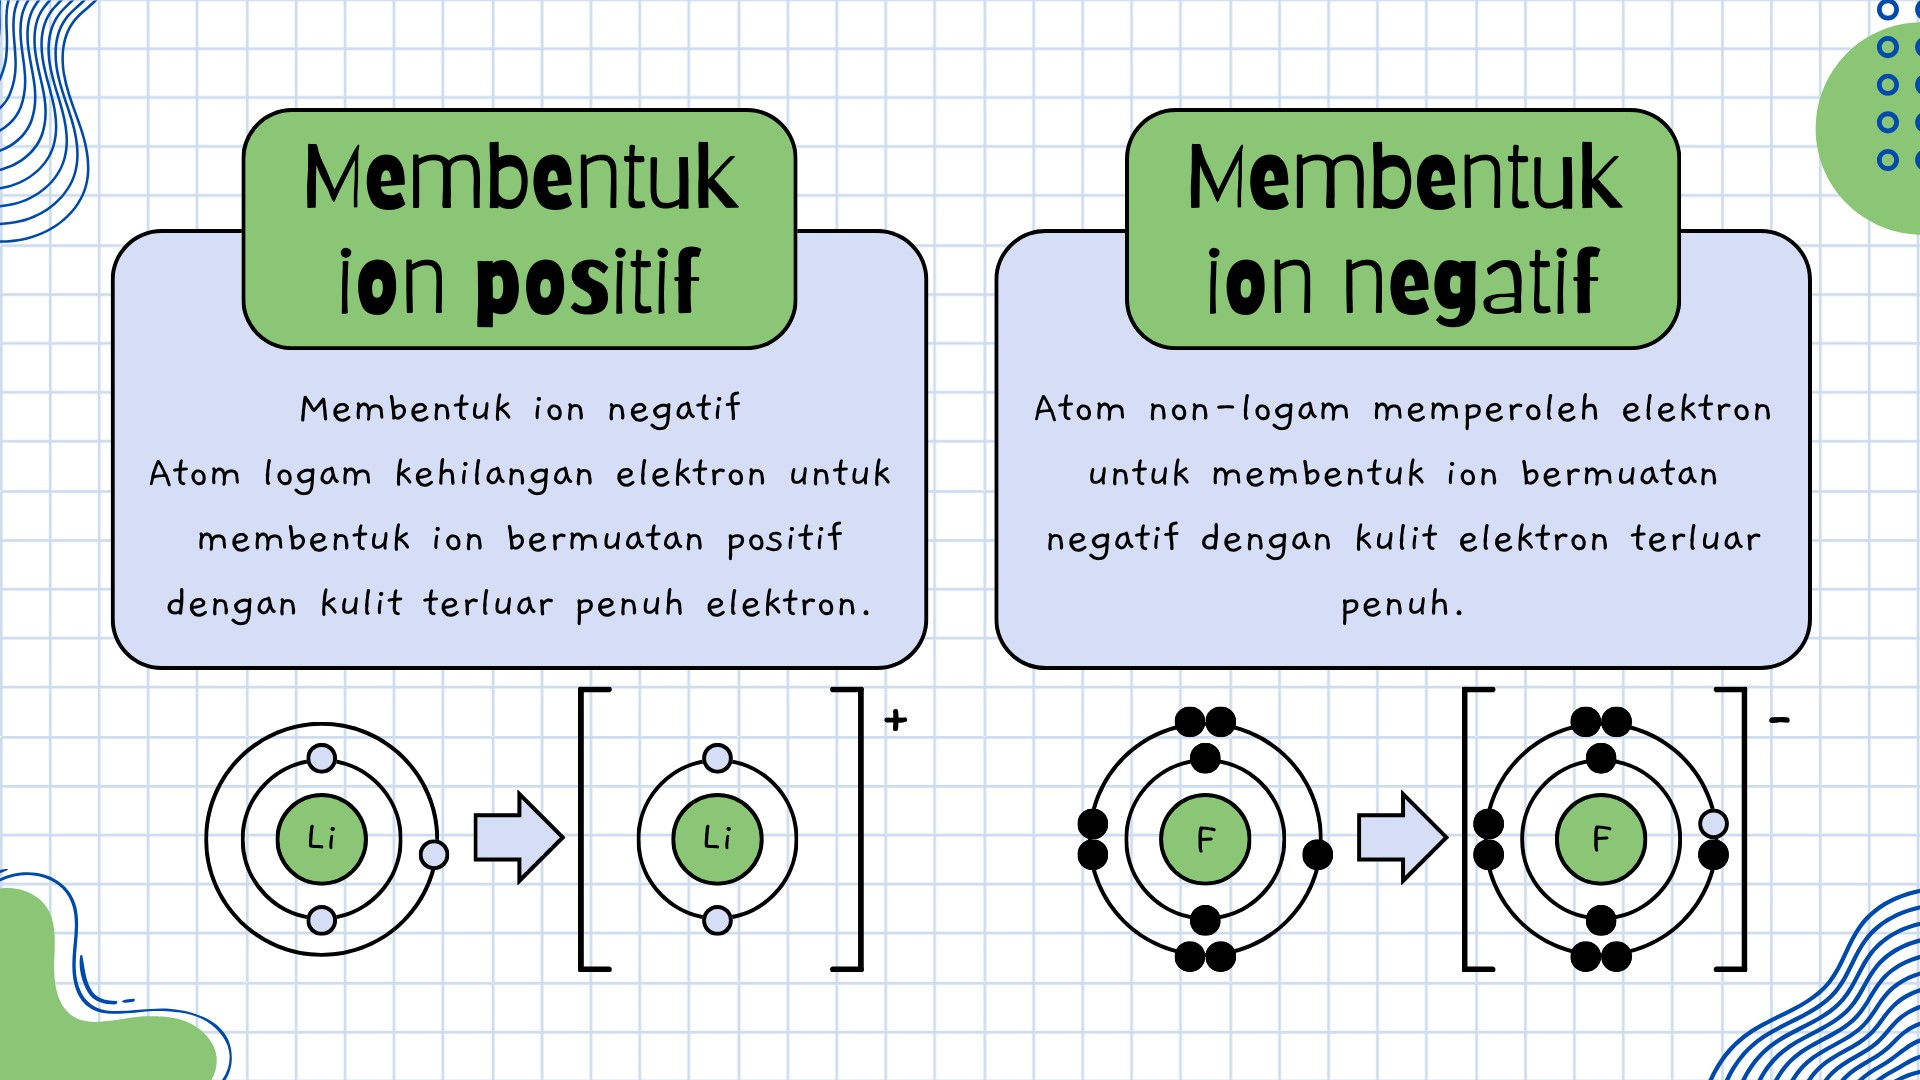 Membentuk
ion positif
Membentuk ion negatif
Atom logam kehilangan elektron untuk
membentuk ion bermuatan positif
dengan kulit terluar penuh elektron.
Li
Li
+
Membentuk
ion negatif
Atom non-logam memperoleh elektron
untuk membentuk ion bermuatan
negatif dengan kulit elektron terluar
penuh.
F
F
-